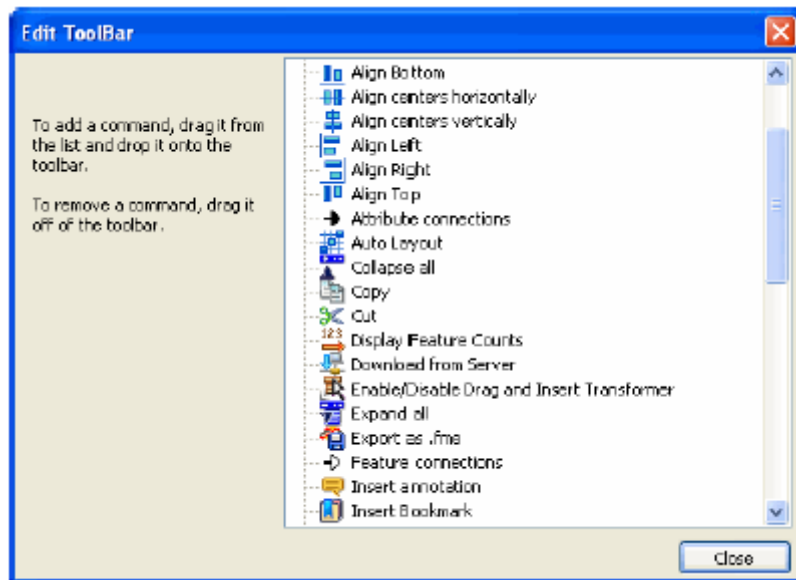 Edit ToolBar
To add a command, drag it from
the list and drop it onto the
toolbar.
To remove a command, drag it
off of the toolbar.
Align Bottom
Align centers horizontally
Align centers vertically
Align Left
Align Right
Align Top
Attribute connections
Auto Layout
Collapse all
Copy
Cut
123
Display Feature Counts
Download from Server
Enable/Disable Drag and Insert Transformer
Expand all
Export as .fme
Feature connections
Insert annotation
Insert Bookmark
Close